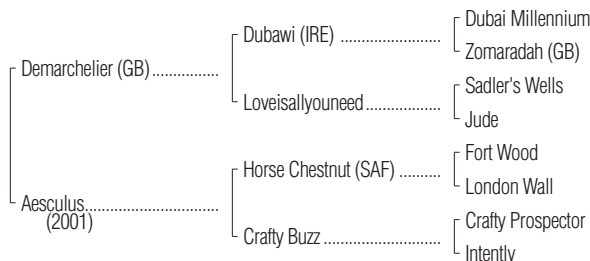 Dubai Millennium
Dubawi (IRE) ....................
Zomaradah (GB)
Demarchelier (GB) ...............
Sadler's Wells
Loveisallyouneed ...................
Jude
Fort Wood
Horse Chestnut (SAF) ..........
London Wall
Aesculus ..............................
(2001)
Crafty Prospector
Crafty Buzz ...........................
Intently